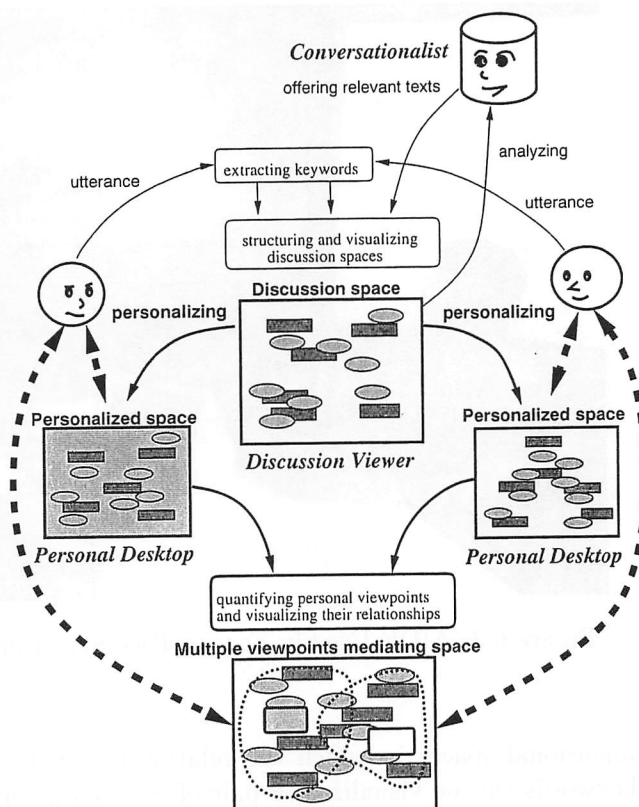 Conversationalist
offering relevant texts
analyzing
extracting keywords
utterance
utterance
structuring and visualizing
discussion spaces
Discussion space
personalizing
personalizing
Personalized space
Personalized space
Discussion Viewer
Personal Desktop
Personal Desktop
quantifying personal viewpoints
and visualizing their relationships
Multiple viewpoints mediating space